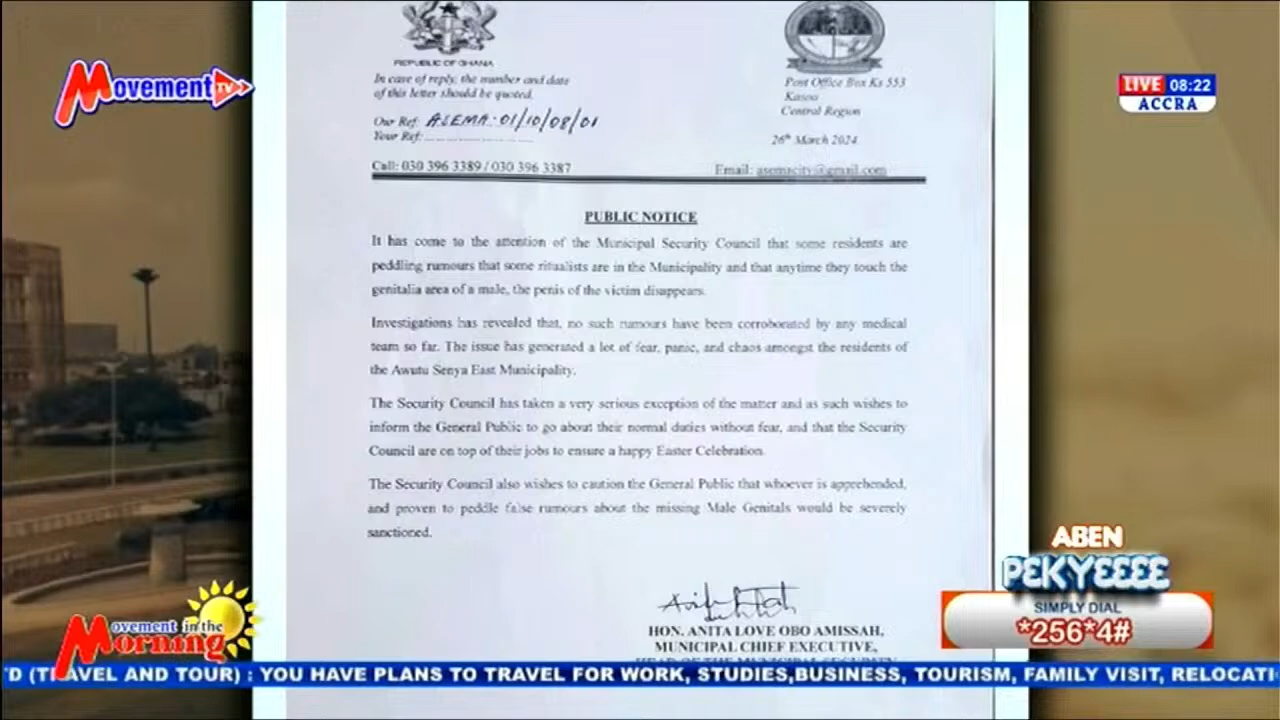 REPUBLIC OF GHANA
In case of reply, the number and date
of this letter should be quoted.
Our Ref: ASEMA: 01/10/08/01
Your Ref:
Call: 030 396 3389 / 030 396 3387
Post Office Box Ks 553
Kasoa
Central Region
26th March 2024
Email: asemacity@gmail.com
Movement TV
LIVE 08:22
ACCRA
PUBLIC NOTICE
It has come to the attention of the Municipal Security Council that some residents are
peddling rumours that some ritualists are in the Municipality and that anytime they touch the
genitalia area of a male, the penis of the victim disappears.
Investigations has revealed that, no such rumours have been corroborated by any medical
team so far. The issue has generated a lot of fear, panic, and chaos amongst the residents of
the Awutu Senya East Municipality.
The Security Council has taken a very serious exception of the matter and as such wishes to
inform the General Public to go about their normal duties without fear, and that the Security
Council are on top of their jobs to ensure a happy Easter Celebration.
The Security Council also wishes to caution the General Public that whoever is apprehended,
and proven to peddle false rumours about the missing Male Genitals would be severely
sanctioned.
HON. ANITA LOVE OBO AMISSAH,
MUNICIPAL CHIEF EXECUTIVE,
HEAD OF THE MUNICIPAL SECURITY
ABEN
PEKYEEEE
SIMPLY DIAL
*256*4#
Movement in the
Morning
'D (TRAVEL AND TOUR) : YOU HAVE PLANS TO TRAVEL FOR WORK, STUDIES,BUSINESS, TOURISM, FAMILY VISIT, RELOCATI